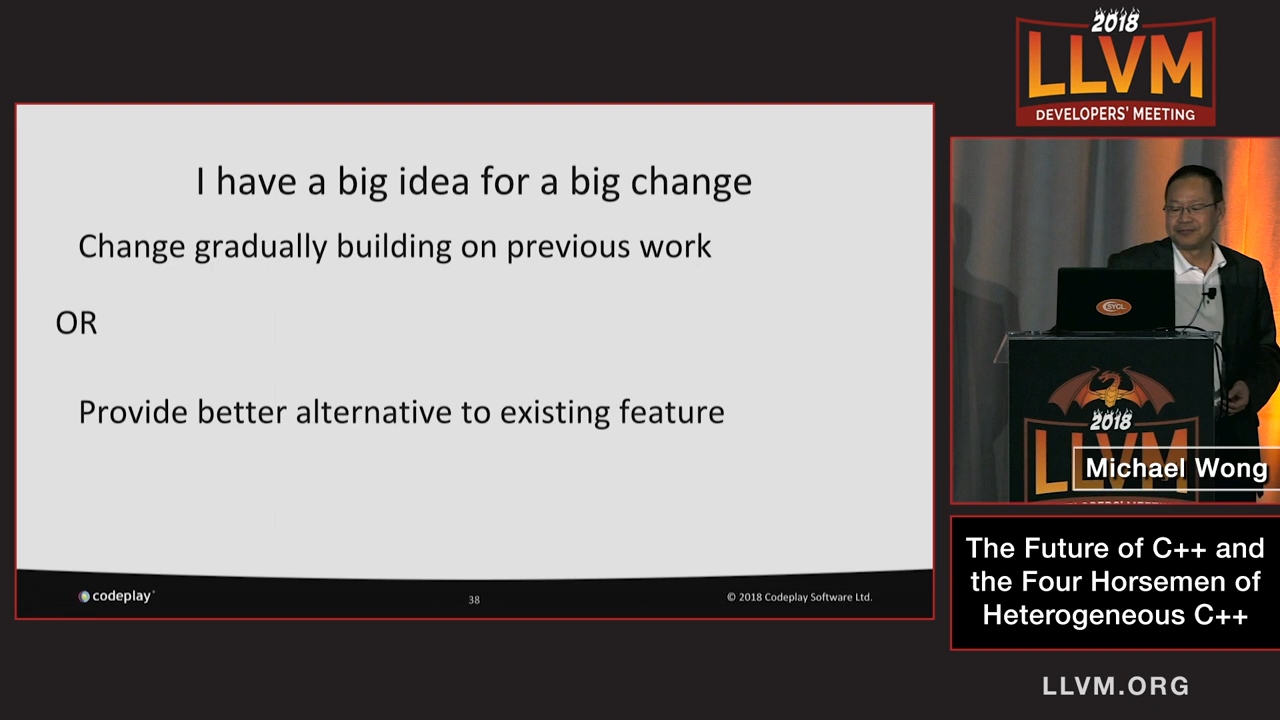 I have a big idea for a big change
Change gradually building on previous work
OR
Provide better alternative to existing feature
codeplay
38
© 2018 Codeplay Software Ltd.
2018
LLVM
DEVELOPERS' MEETING
SYCL
2018
LLVM
Michael Wong
The Future of C++ and
the Four Horsemen of
Heterogeneous C++
LLVM.ORG